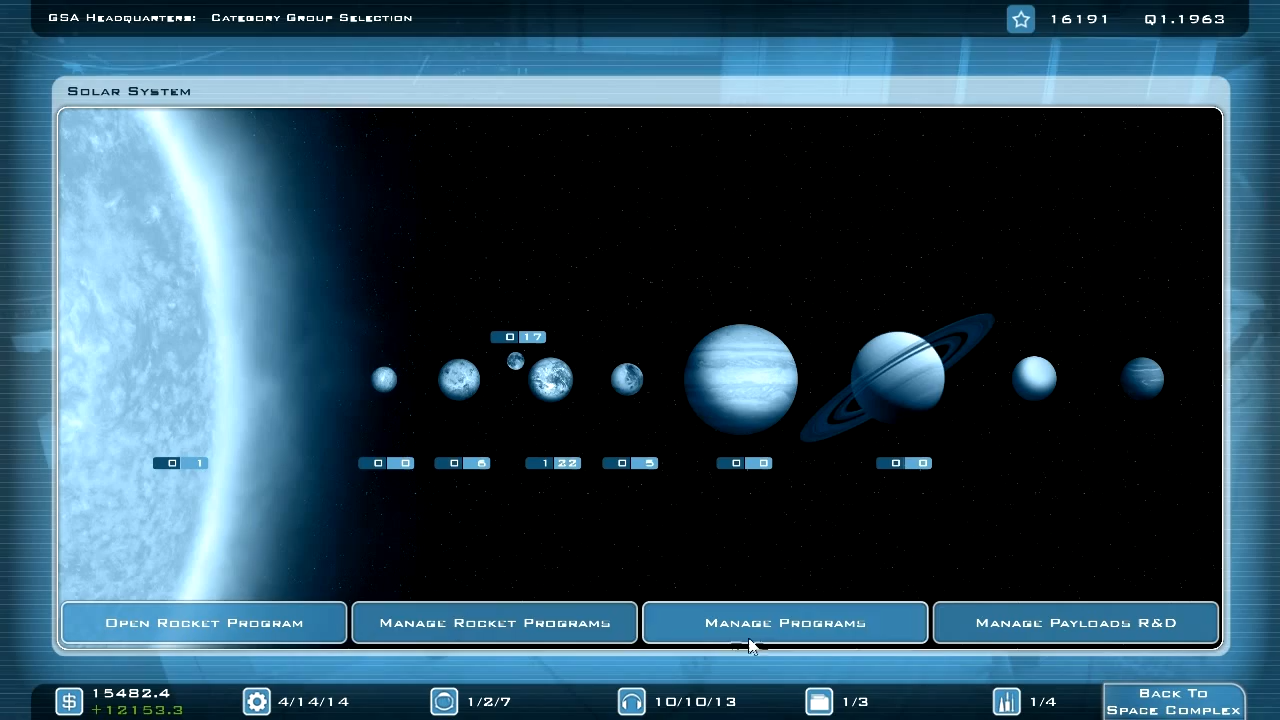 GSA Headquarters: Category Group Selection
16191 Q1.1963
Solar System
0 17
0 1
0 0
0 6
1 22
0 5
0 0
0 0
Open Rocket Program
Manage Rocket Programs
Manage Programs
Manage Payloads R&D
$ 15482.4
+12153.3
4/14/14
1/2/7
10/10/13
1/3
1/4
Back To
Space Complex